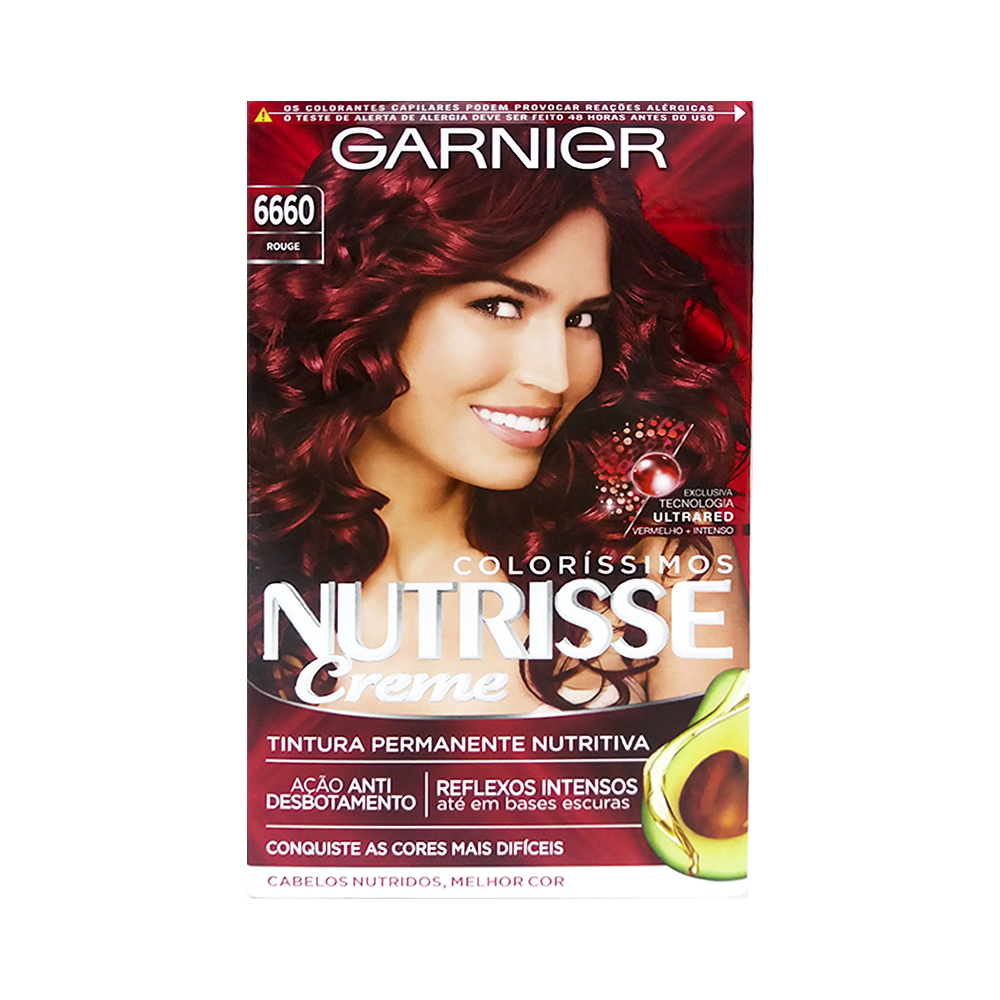 OS COLORANTES CAPILARES PODEM PROVOCAR REAÇÕES ALÉRGICAS
O TESTE DE ALERTA DE ALERGIA DEVE SER FEITO 48 HORAS ANTES DO USO
GARNIER
6660
ROUGE
EXCLUSIVA
TECNOLOGIA
ULTRARED
VERMELHO + INTENSO
COLORÍSSIMOS
NUTRISSE
Creme
TINTURA PERMANENTE NUTRITIVA
AÇÃO ANTI
DESBOTAMENTO
REFLEXOS INTENSOS
até em bases escuras
CONQUISTE AS CORES MAIS DIFÍCEIS
CABELOS NUTRIDOS, MELHOR COR